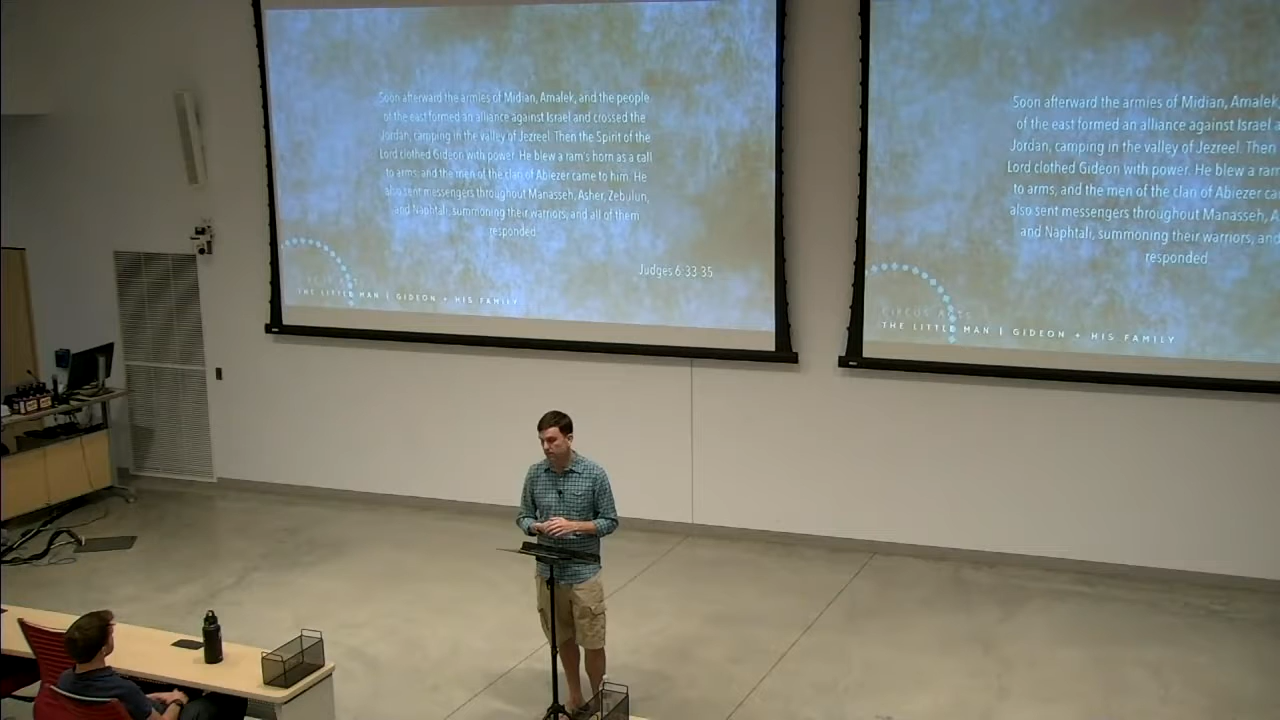 Soon afterward the armies of Midian, Amalek, and the people
of the east formed an alliance against Israel and crossed the
Jordan, camping in the valley of Jezreel. Then the Spirit of the
Lord clothed Gideon with power. He blew a ram's horn as a call
to arms, and the men of the clan of Abiezer came to him. He
also sent messengers throughout Manasseh, Asher, Zebulun,
and Naphtali, summoning their warriors, and all of them
responded.
Judges 6:33-35
THE LITTLE MAN | GIDEON + HIS FAMILY
Soon afterward the armies of Midian, Amalek,
of the east formed an alliance against Israel
Jordan, camping in the valley of Jezreel. Then
Lord clothed Gideon with power. He blew a ram
to arms, and the men of the clan of Abiezer ca
also sent messengers throughout Manasseh, A
and Naphtali, summoning their warriors, and
responded.
CIRCUS ACTS
THE LITTLE MAN | GIDEON + HIS FAMILY